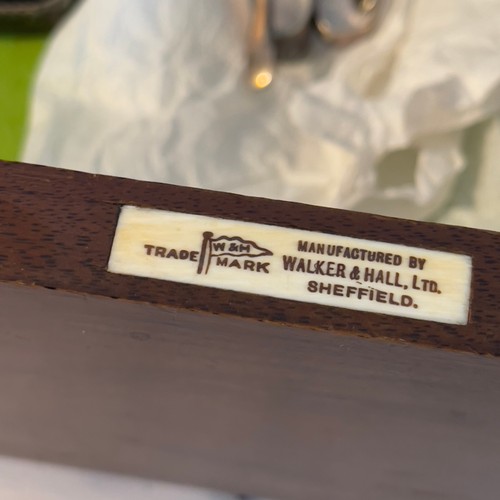 TRADE W & H MARK
MANUFACTURED BY
WALKER & HALL, LTD.
SHEFFIELD.